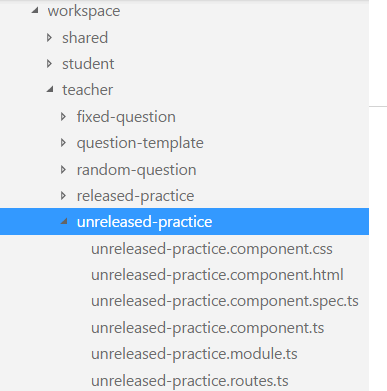 workspace
shared
student
teacher
fixed-question
question-template
random-question
released-practice
unreleased-practice
unreleased-practice.component.css
unreleased-practice.component.html
unreleased-practice.component.spec.ts
unreleased-practice.component.ts
unreleased-practice.module.ts
unreleased-practice.routes.ts